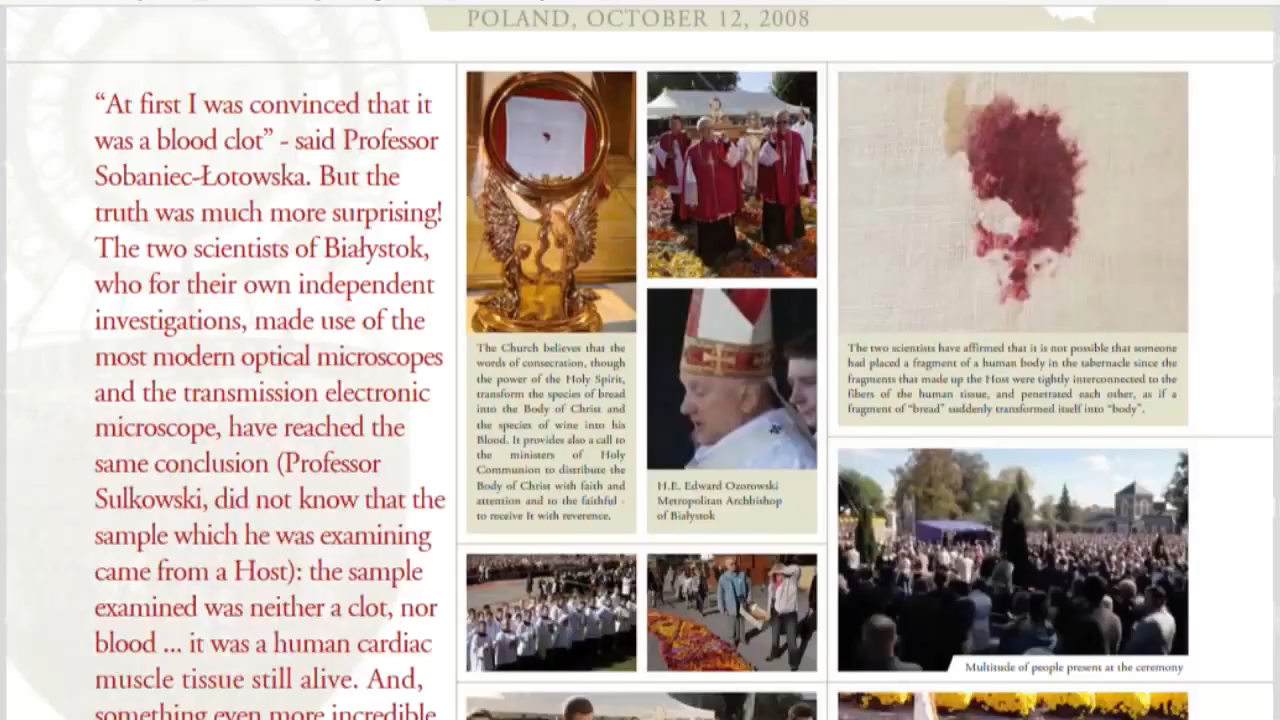 POLAND, OCTOBER 12, 2008
“At first I was convinced that it
was a blood clot” - said Professor
Sobaniec-Łotowska. But the
truth was much more surprising!
The two scientists of Białystok,
who for their own independent
investigations, made use of the
most modern optical microscopes
and the transmission electronic
microscope, have reached the
same conclusion (Professor
Sulkowski, did not know that the
sample which he was examining
came from a Host): the sample
examined was neither a clot, nor
blood ... it was a human cardiac
muscle tissue still alive. And,
something even more incredible
The Church believes that the
words of consecration, though
the power of the Holy Spirit,
transform the species of bread
into the Body of Christ and
the species of wine into his
Blood. It provides also a call to
the ministers of Holy
Communion to distribute the
Body of Christ with faith and
attention and to the faithful -
to receive It with reverence.
H.E. Edward Ozorowski
Metropolitan Archbishop
of Białystok
The two scientists have affirmed that it is not possible that someone
had placed a fragment of a human body in the tabernacle since the
fragments that made up the Host were tightly interconnected to the
fibers of the human tissue, and penetrated each other, as if a
fragment of “bread” suddenly transformed itself into “body”.
Multitude of people present at the ceremony